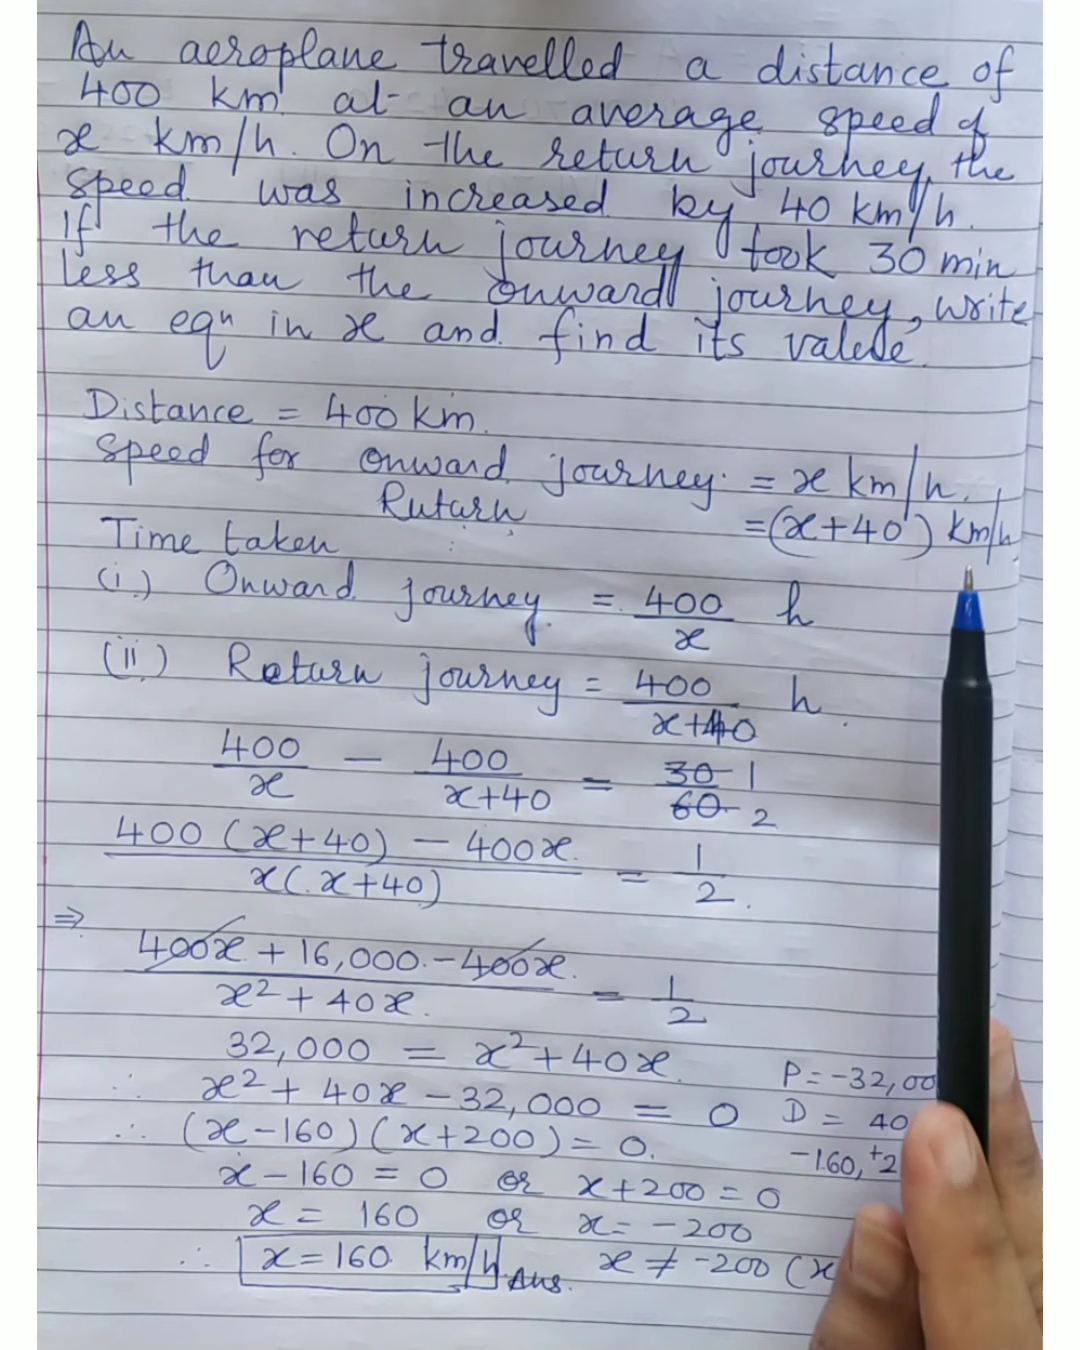 An aeroplane travelled a distance of
400 km at an average speed of
x km/h. On the return journey, the
speed was increased by 40 km/h.
If the return journey took 30 min
less than the onward journey, write
an eqn in x and find its value.
Distance = 400 km.
Speed for onward journey = x km/h.
Ruturn = (x+40) km/h
Time taken
(i.) Onward journey = 400/x h
(ii) Return journey = 400/(x+40) h.
400/x - 400/(x+40) = 30/60 1/2
(400(x+40) - 400x)/(x(x+40)) = 1/2.
⇒ (400x + 16,000 - 400x)/(x² + 40x) = 1/2
32,000 = x² + 40x. P = -32,00
∴ x² + 40x - 32,000 = 0 D = 40
∴ (x-160)(x+200) = 0. -160, +2
x - 160 = 0 or x + 200 = 0
x = 160 or x = -200
∴ x = 160 km/h Ans. x ≠ -200 (x